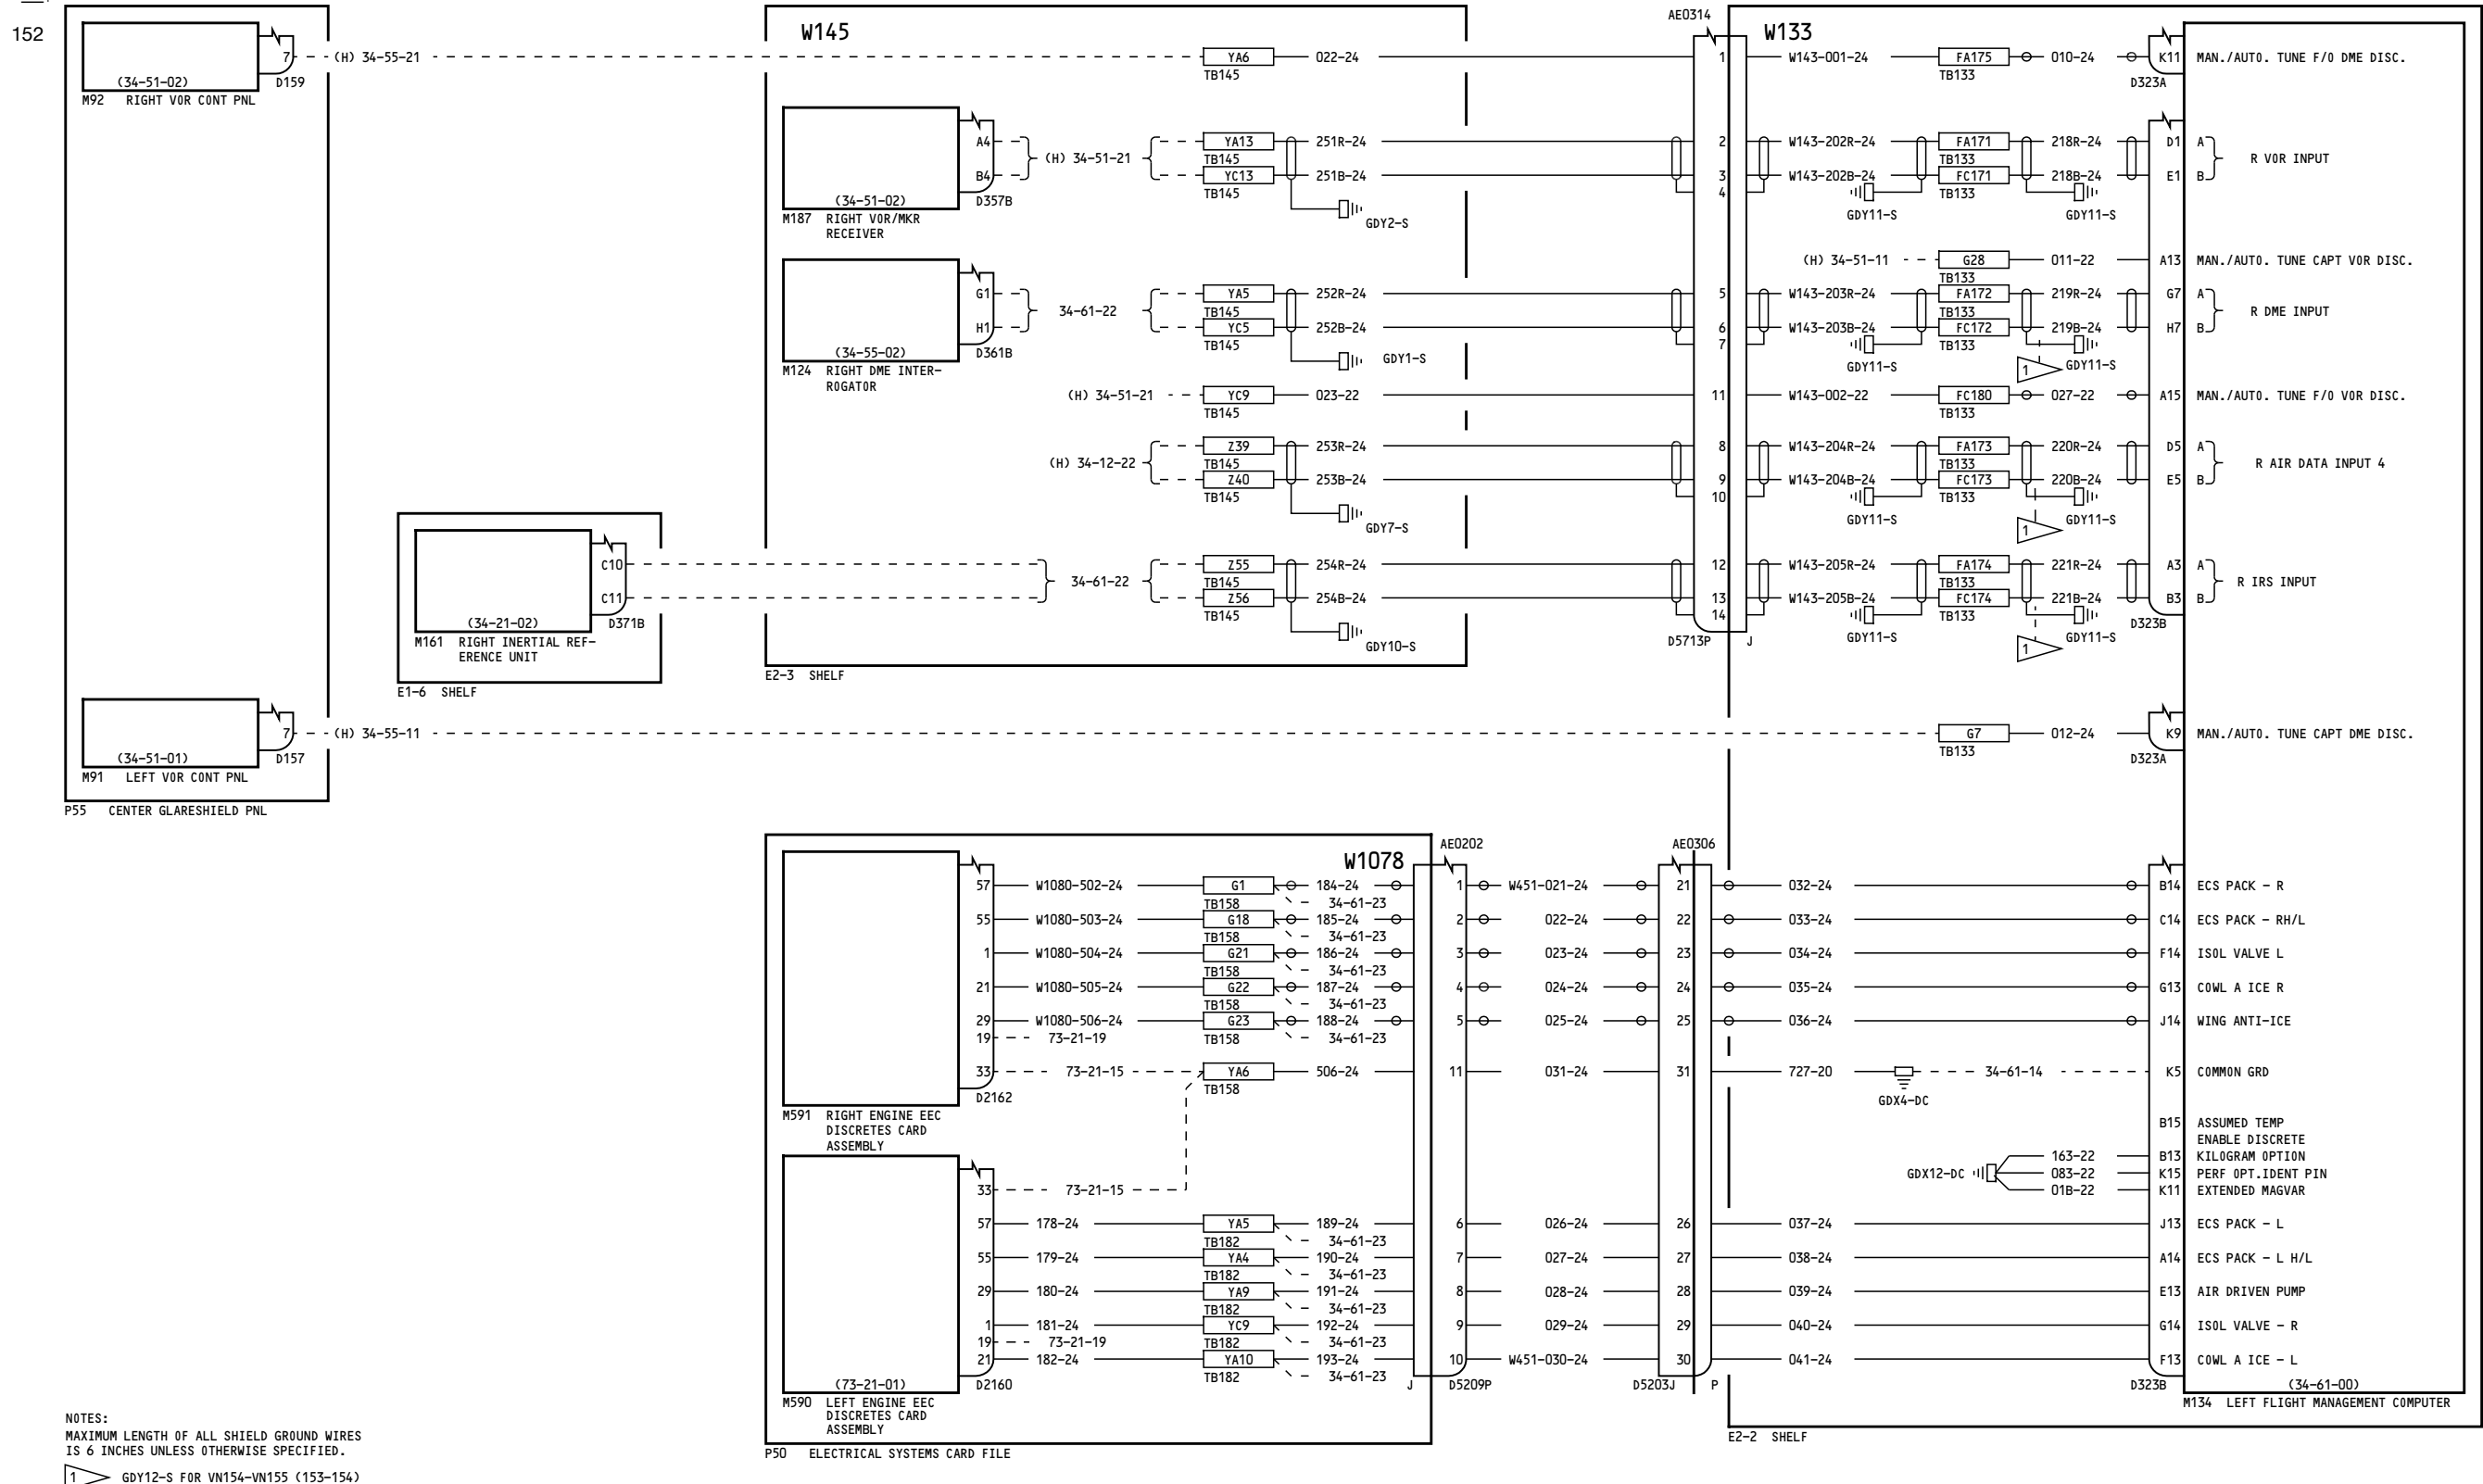 152
M92 RIGHT VOR CONT PNL
(34-51-02)
7
D159
(H) 34-55-21
W145
YA6
TB145
022-24
AE0314
1
W133
W143-001-24
FA175
TB133
010-24
K11
D323A
MAN./AUTO. TUNE F/O DME DISC.
(34-51-02)
M187 RIGHT VOR/MKR
RECEIVER
A4
B4
D357B
(H) 34-51-21
YA13
TB145
YC13
TB145
251R-24
251B-24
GDY2-S
2
3
4
W143-202R-24
W143-202B-24
GDY11-S
FA171
TB133
FC171
TB133
218R-24
218B-24
GDY11-S
D1
E1
A
B
R VOR INPUT
(H) 34-51-11
G28
TB133
011-22
A13
MAN./AUTO. TUNE CAPT VOR DISC.
(34-55-02)
M124 RIGHT DME INTER-
ROGATOR
G1
H1
D361B
34-61-22
YA5
TB145
YC5
TB145
252R-24
252B-24
GDY1-S
5
6
7
W143-203R-24
W143-203B-24
GDY11-S
FA172
TB133
FC172
TB133
219R-24
219B-24
1
GDY11-S
G7
H7
A
B
R DME INPUT
(H) 34-51-21
YC9
TB145
023-22
11
W143-002-22
FC180
TB133
027-22
A15
MAN./AUTO. TUNE F/O VOR DISC.
(H) 34-12-22
Z39
TB145
Z40
TB145
253R-24
253B-24
GDY7-S
8
9
10
W143-204R-24
W143-204B-24
GDY11-S
FA173
TB133
FC173
TB133
220R-24
220B-24
1
GDY11-S
D5
E5
A
B
R AIR DATA INPUT 4
(34-21-02)
M161 RIGHT INERTIAL REF-
ERENCE UNIT
C10
C11
D371B
E1-6 SHELF
34-61-22
Z55
TB145
Z56
TB145
254R-24
254B-24
GDY10-S
12
13
14
D5713P J
W143-205R-24
W143-205B-24
GDY11-S
FA174
TB133
FC174
TB133
221R-24
221B-24
1
GDY11-S
A3
B3
D323B
A
B
R IRS INPUT
E2-3 SHELF
(34-51-01)
M91 LEFT VOR CONT PNL
7
D157
(H) 34-55-11
G7
TB133
012-24
K9
D323A
MAN./AUTO. TUNE CAPT DME DISC.
P55 CENTER GLARESHIELD PNL
W1078
AE0202
AE0306
57 W1080-502-24 G1 184-24 1 W451-021-24 21 032-24 B14 ECS PACK - R
TB158 34-61-23
55 W1080-503-24 G18 185-24 2 022-24 22 033-24 C14 ECS PACK - RH/L
TB158 34-61-23
1 W1080-504-24 G21 186-24 3 023-24 23 034-24 F14 ISOL VALVE L
TB158 34-61-23
21 W1080-505-24 G22 187-24 4 024-24 24 035-24 G13 COWL A ICE R
TB158 34-61-23
29 W1080-506-24 G23 188-24 5 025-24 25 036-24 J14 WING ANTI-ICE
19 73-21-19 TB158 34-61-23
33 73-21-15 YA6 506-24 11 031-24 31 727-20 34-61-14 K5 COMMON GRD
TB158
GDX4-DC
D2162
M591 RIGHT ENGINE EEC
DISCRETES CARD
ASSEMBLY
B15 ASSUMED TEMP
ENABLE DISCRETE
163-22 B13 KILOGRAM OPTION
GDX12-DC 083-22 K15 PERF OPT.IDENT PIN
01B-22 K11 EXTENDED MAGVAR
33 73-21-15
57 178-24 YA5 189-24 6 026-24 26 037-24 J13 ECS PACK - L
TB182 34-61-23
55 179-24 YA4 190-24 7 027-24 27 038-24 A14 ECS PACK - L H/L
TB182 34-61-23
29 180-24 YA9 191-24 8 028-24 28 039-24 E13 AIR DRIVEN PUMP
TB182 34-61-23
1 181-24 YC9 192-24 9 029-24 29 040-24 G14 ISOL VALVE - R
19 73-21-19 TB182 34-61-23
21 182-24 YA10 193-24 10 W451-030-24 30 041-24 F13 COWL A ICE - L
TB182 34-61-23
(73-21-01)
D2160
J D5209P
D5203J P
D323B
(34-61-00)
M590 LEFT ENGINE EEC
DISCRETES CARD
ASSEMBLY
M134 LEFT FLIGHT MANAGEMENT COMPUTER
P50 ELECTRICAL SYSTEMS CARD FILE
E2-2 SHELF
NOTES:
MAXIMUM LENGTH OF ALL SHIELD GROUND WIRES
IS 6 INCHES UNLESS OTHERWISE SPECIFIED.
1 GDY12-S FOR VN154-VN155 (153-154)